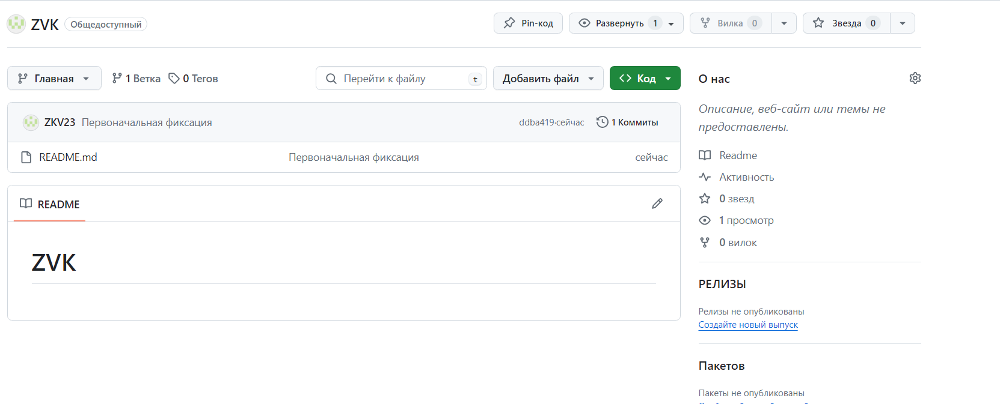 ZVK Общедоступный Pin-код Развернуть 1 Вилка 0 Звезда 0
Главная 1 Ветка 0 Тегов Перейти к файлу t Добавить файл Код
ZKV23 Первоначальная фиксация ddba419·сейчас 1 Коммиты
README.md Первоначальная фиксация сейчас
README
ZVK
О нас
Описание, веб-сайт или темы не
предоставлены.
Readme
Активность
0 звезд
1 просмотр
0 вилок
РЕЛИЗЫ
Релизы не опубликованы
Создайте новый выпуск
Пакетов
Пакеты не опубликованы